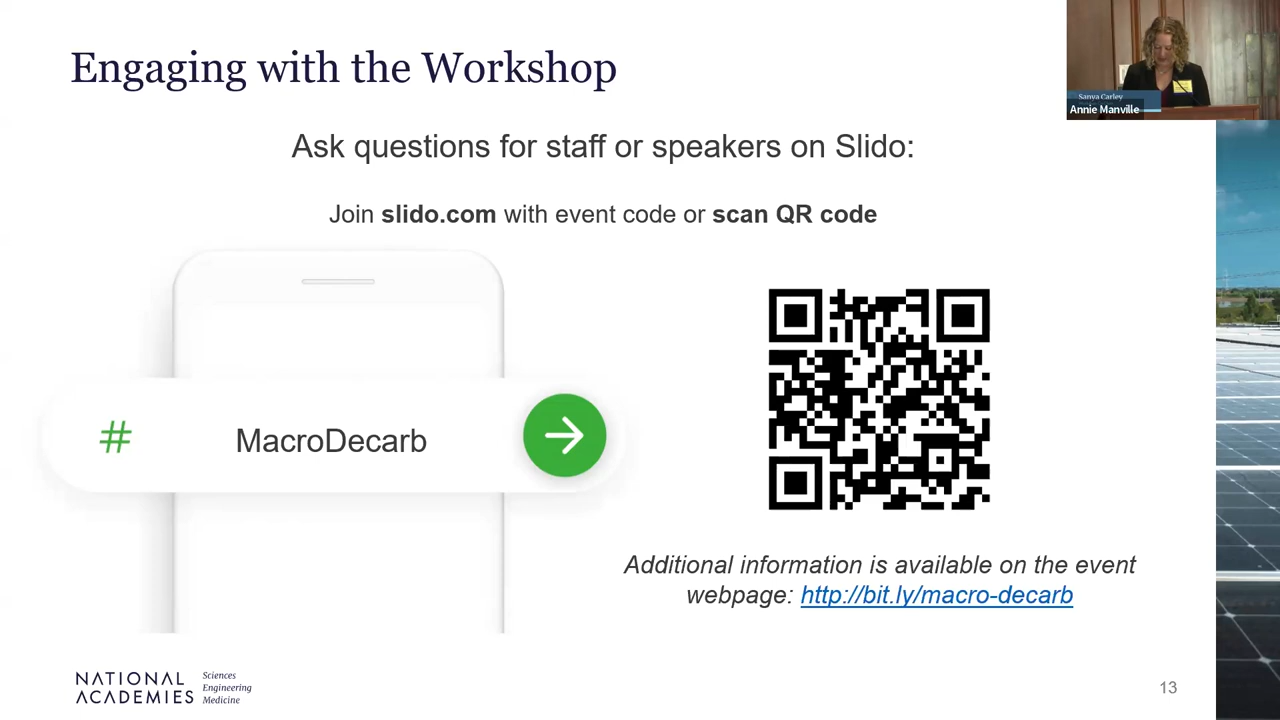 Engaging with the Workshop
Sanya Carley
Annie Manville
Ask questions for staff or speakers on Slido:
Join slido.com with event code or scan QR code
# MacroDecarb
Additional information is available on the event
webpage: http://bit.ly/macro-decarb
NATIONAL ACADEMIES
Sciences
Engineering
Medicine
13